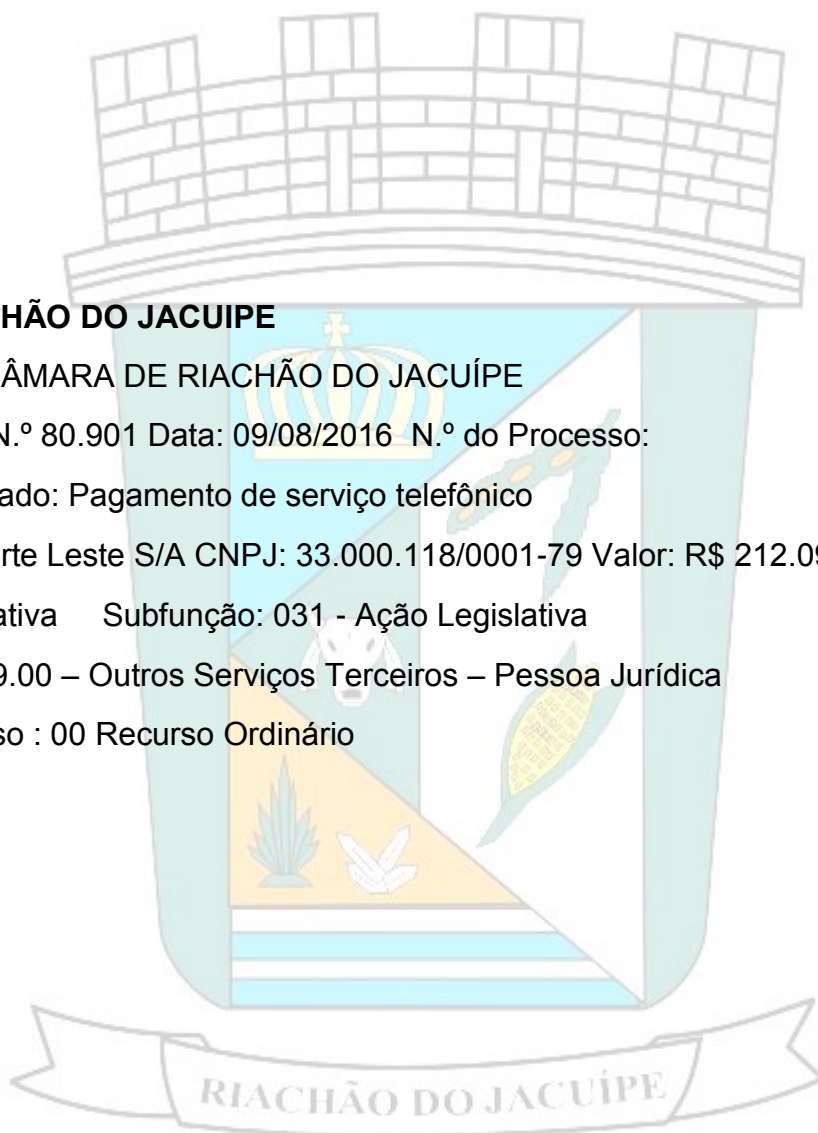 HÃO DO JACUIPE
ÂMARA DE RIACHÃO DO JACUÍPE
N.º 80.901 Data: 09/08/2016 N.º do Processo:
ado: Pagamento de serviço telefônico
rte Leste S/A CNPJ: 33.000.118/0001-79 Valor: R$ 212.09
ativa Subfunção: 031 - Ação Legislativa
9.00 – Outros Serviços Terceiros – Pessoa Jurídica
so : 00 Recurso Ordinário
RIACHÃO DO JACUÍPE